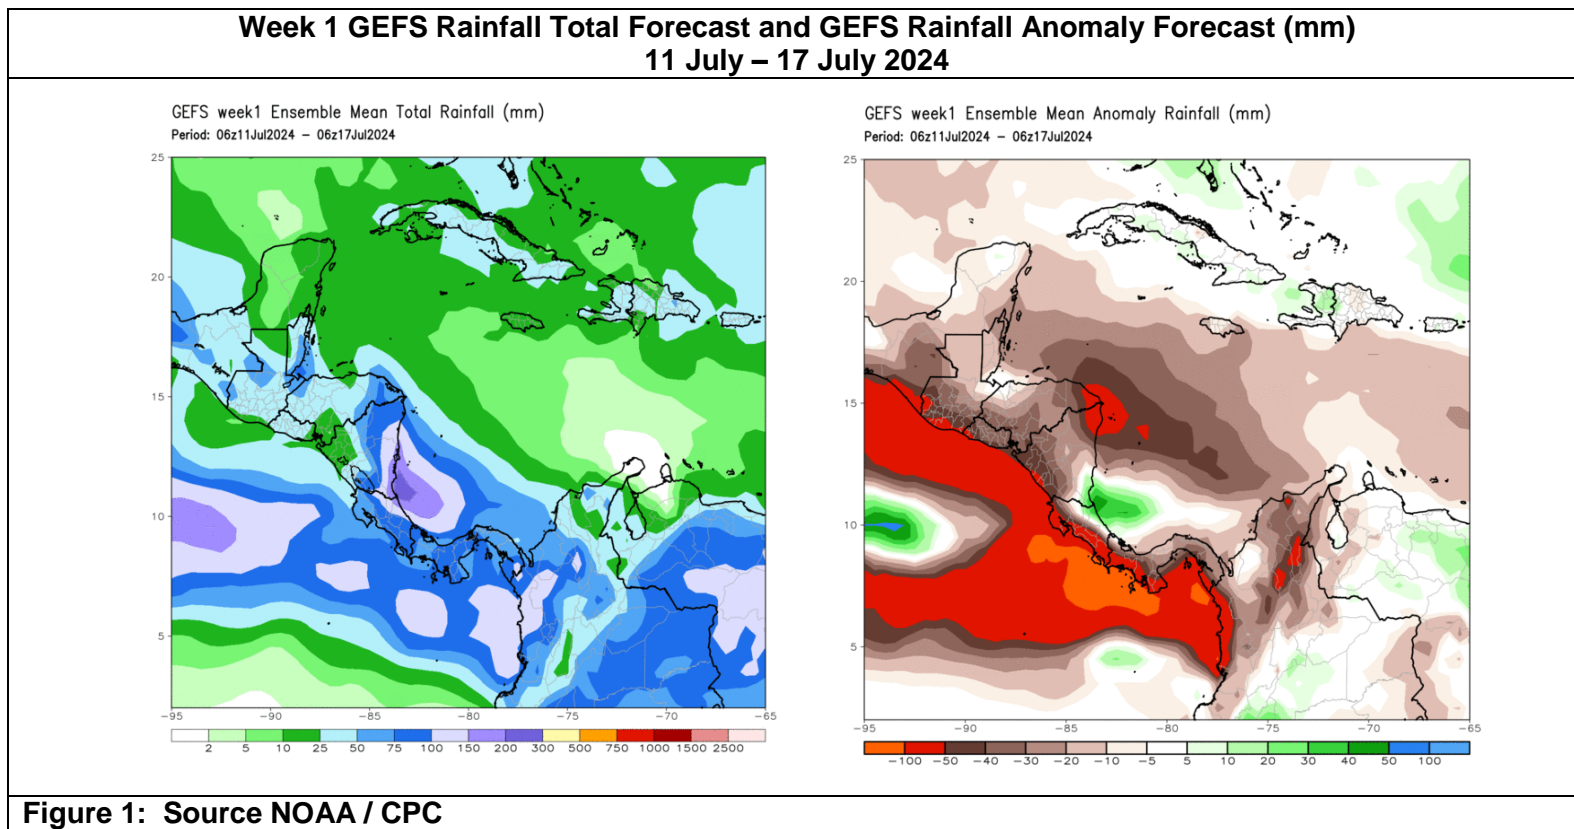 Week 1 GEFS Rainfall Total Forecast and GEFS Rainfall Anomaly Forecast (mm)
11 July – 17 July 2024
GEFS week1 Ensemble Mean Total Rainfall (mm)
Period: 06z11Jul2024 – 06z17Jul2024
25
20
15
10
5
-95 -90 -85 -80 -75 -70 -65
2 5 10 25 50 75 100 150 200 300 500 750 1000 1500 2500
GEFS week1 Ensemble Mean Anomaly Rainfall (mm)
Period: 06z11Jul2024 – 06z17Jul2024
25
20
15
10
5
-95 -90 -85 -80 -75 -70 -65
-100 -50 -40 -30 -20 -10 -5 5 10 20 30 40 50 100
Figure 1: Source NOAA / CPC